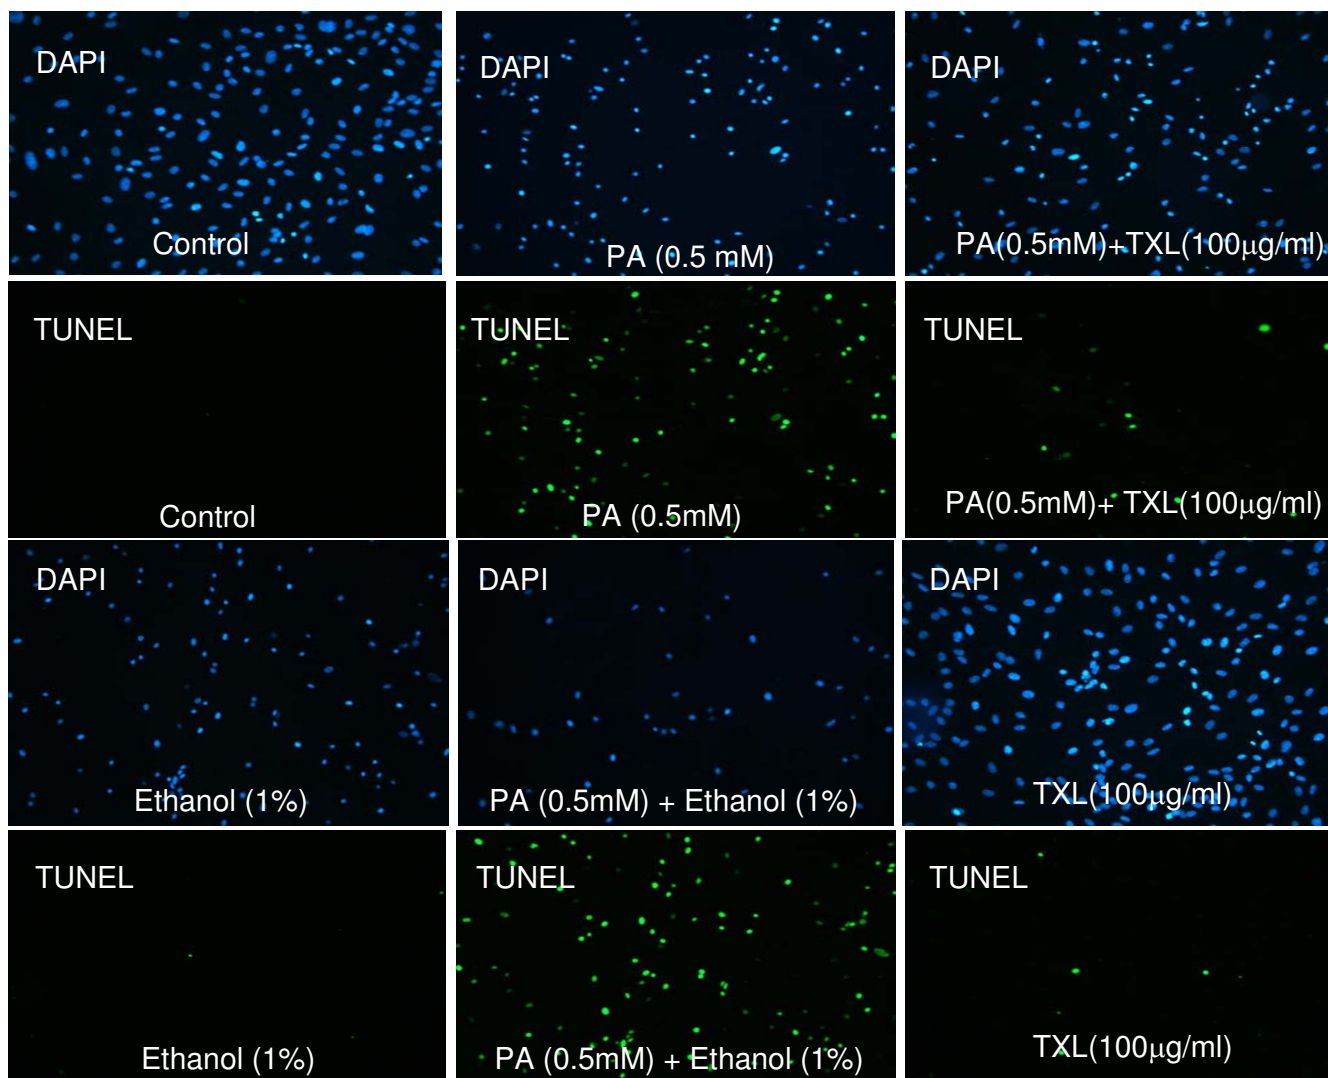 DAPI
Control
DAPI
PA (0.5 mM)
DAPI
PA(0.5mM)+TXL(100μg/ml)
TUNEL
Control
TUNEL
PA (0.5mM)
TUNEL
PA(0.5mM)+ TXL(100μg/ml)
DAPI
Ethanol (1%)
DAPI
PA (0.5mM) + Ethanol (1%)
DAPI
TXL(100μg/ml)
TUNEL
Ethanol (1%)
TUNEL
PA (0.5mM) + Ethanol (1%)
TUNEL
TXL(100μg/ml)